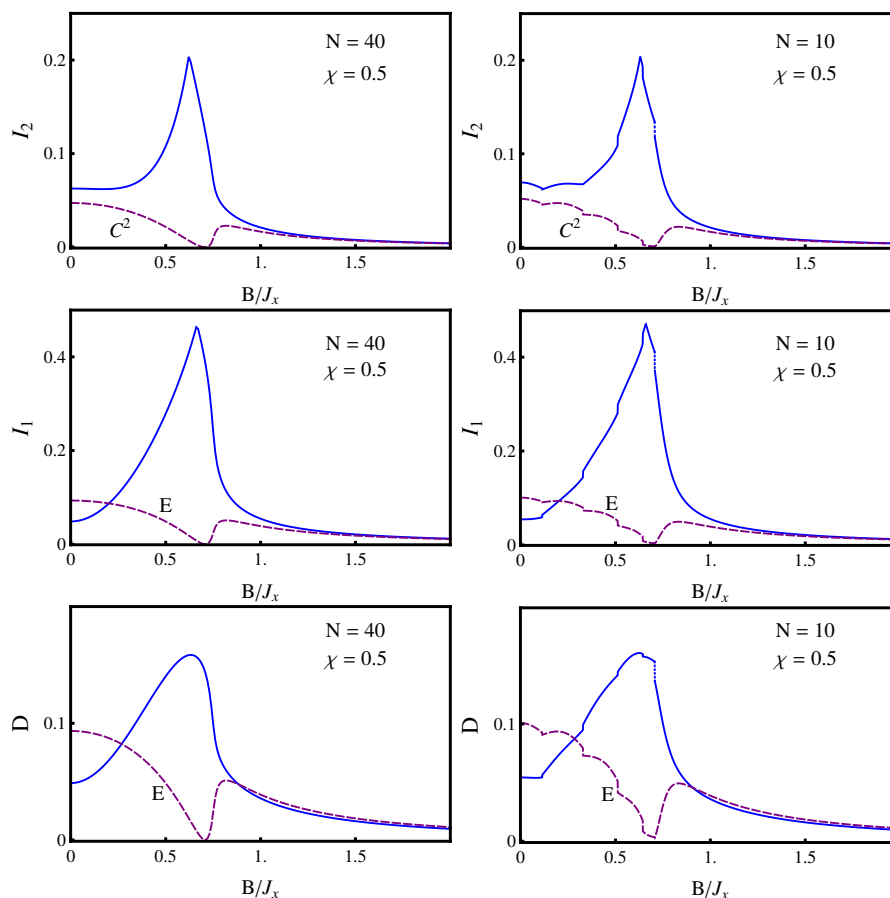 N = 40
χ = 0.5
I₂
0.2
0.1
0
C²
0
0.5
1.
1.5
B/Jₓ
N = 10
χ = 0.5
I₂
0.2
0.1
0
C²
0
0.5
1.
1.5
B/Jₓ
N = 40
χ = 0.5
I₁
0.4
0.2
0
E
0
0.5
1.
1.5
B/Jₓ
N = 10
χ = 0.5
I₁
0.4
0.2
0
E
0
0.5
1.
1.5
B/Jₓ
N = 40
χ = 0.5
D
0.1
0
E
0
0.5
1.
1.5
B/Jₓ
N = 10
χ = 0.5
D
0.1
0
E
0
0.5
1.
1.5
B/Jₓ